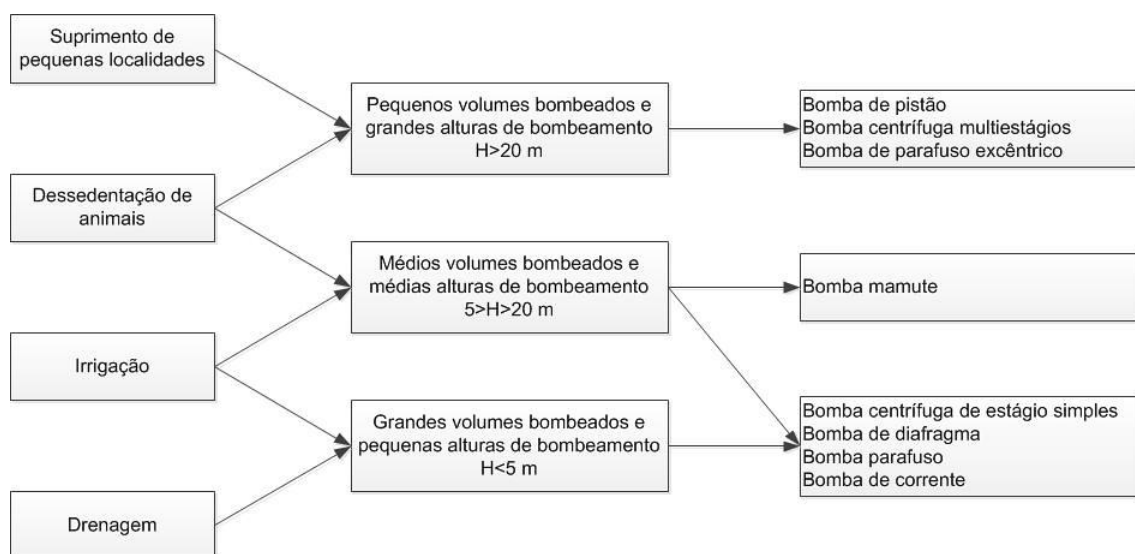 Suprimento de
pequenas localidades
Dessedentação de
animais
Irrigação
Drenagem
Pequenos volumes bombeados e
grandes alturas de bombeamento
H>20 m
Médios volumes bombeados e
médias alturas de bombeamento
5>H>20 m
Grandes volumes bombeados e
pequenas alturas de bombeamento
H<5 m
Bomba de pistão
Bomba centrífuga multiestágios
Bomba de parafuso excêntrico
Bomba mamute
Bomba centrífuga de estágio simples
Bomba de diafragma
Bomba parafuso
Bomba de corrente